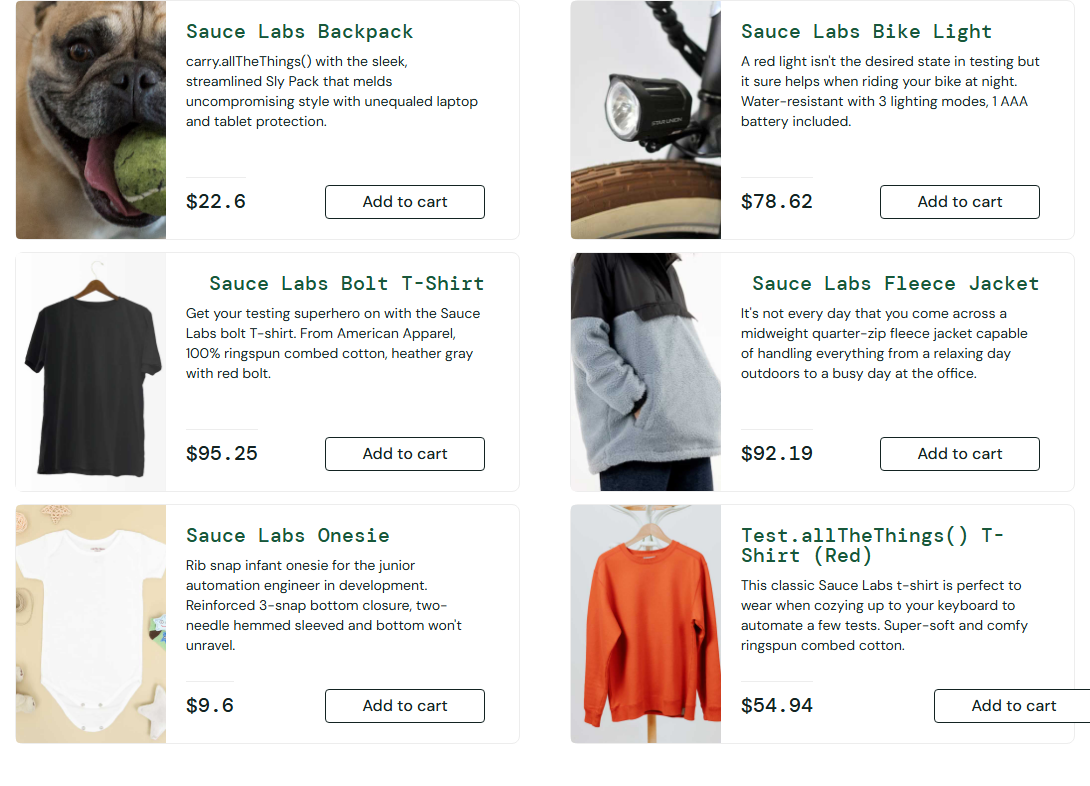 Sauce Labs Backpack
carry.allTheThings() with the sleek,
streamlined Sly Pack that melds
uncompromising style with unequaled laptop
and tablet protection.
$22.6
Add to cart
Sauce Labs Bike Light
A red light isn't the desired state in testing but
it sure helps when riding your bike at night.
Water-resistant with 3 lighting modes, 1 AAA
battery included.
$78.62
Add to cart
Sauce Labs Bolt T-Shirt
Get your testing superhero on with the Sauce
Labs bolt T-shirt. From American Apparel,
100% ringspun combed cotton, heather gray
with red bolt.
$95.25
Add to cart
Sauce Labs Fleece Jacket
It's not every day that you come across a
midweight quarter-zip fleece jacket capable
of handling everything from a relaxing day
outdoors to a busy day at the office.
$92.19
Add to cart
Sauce Labs Onesie
Rib snap infant onesie for the junior
automation engineer in development.
Reinforced 3-snap bottom closure, two-
needle hemmed sleeved and bottom won't
unravel.
$9.6
Add to cart
Test.allTheThings() T-
Shirt (Red)
This classic Sauce Labs t-shirt is perfect to
wear when cozying up to your keyboard to
automate a few tests. Super-soft and comfy
ringspun combed cotton.
$54.94
Add to cart